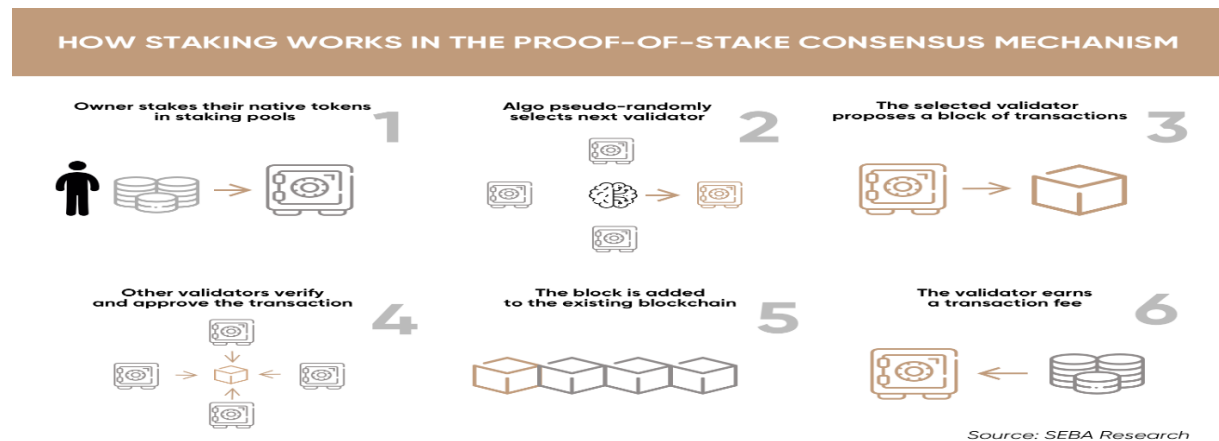 HOW STAKING WORKS IN THE PROOF-OF-STAKE CONSENSUS MECHANISM
Owner stakes their native tokens
in staking pools
1
Algo pseudo-randomly
selects next validator
2
The selected validator
proposes a block of transactions
3
Other validators verify
and approve the transaction
4
The block is added
to the existing blockchain
5
The validator earns
a transaction fee
6
Source: SEBA Research